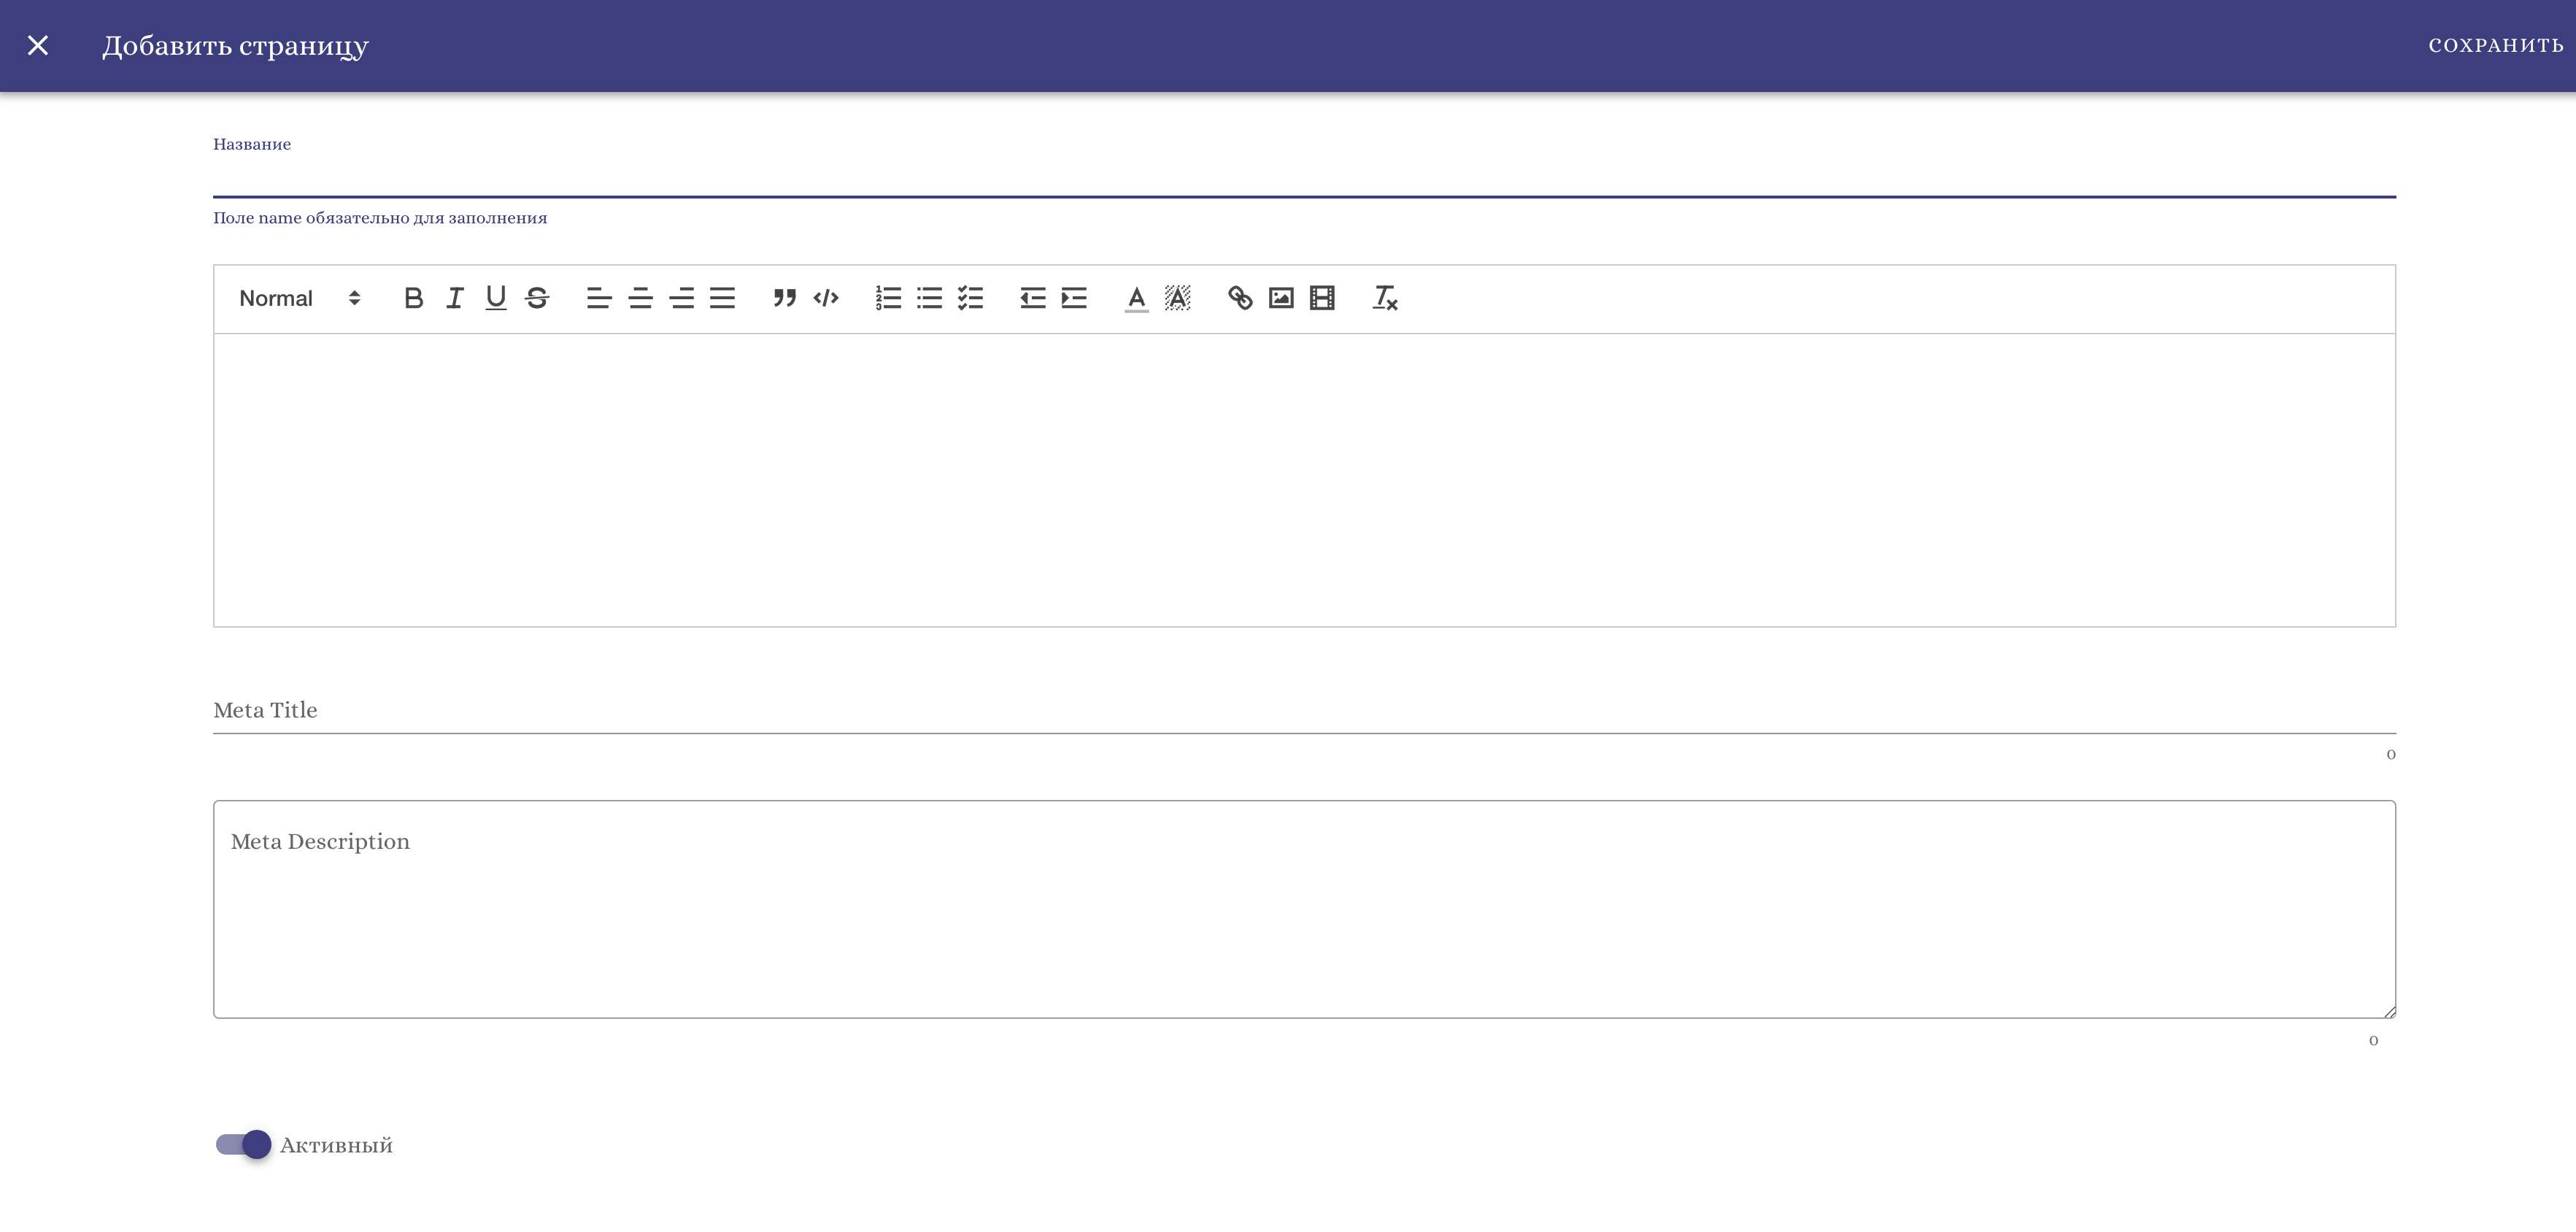 Добавить страницу
СОХРАНИТЬ
Название
Поле name обязательно для заполнения
Normal
Meta Title
0
Meta Description
0
Активный